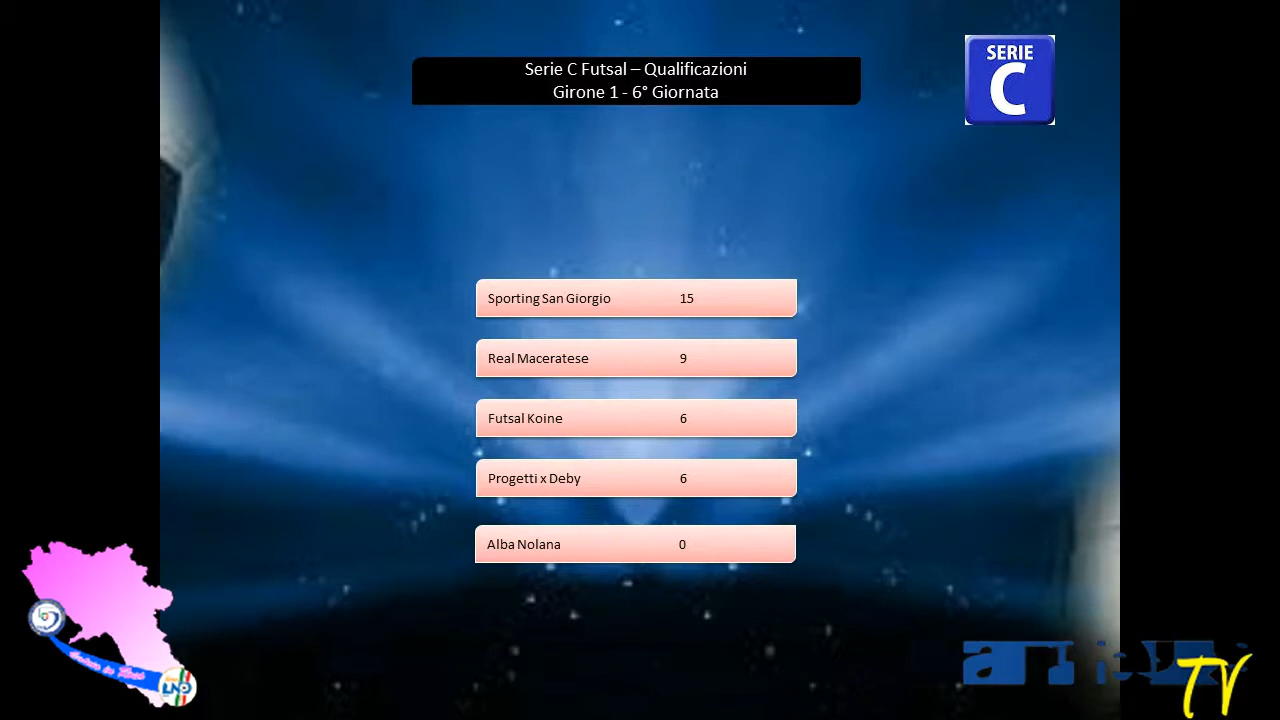 Serie C Futsal – Qualificazioni
Girone 1 - 6° Giornata
SERIE
C
Sporting San Giorgio 15
Real Maceratese 9
Futsal Koine 6
Progetti x Deby 6
Alba Nolana 0
LND
TV